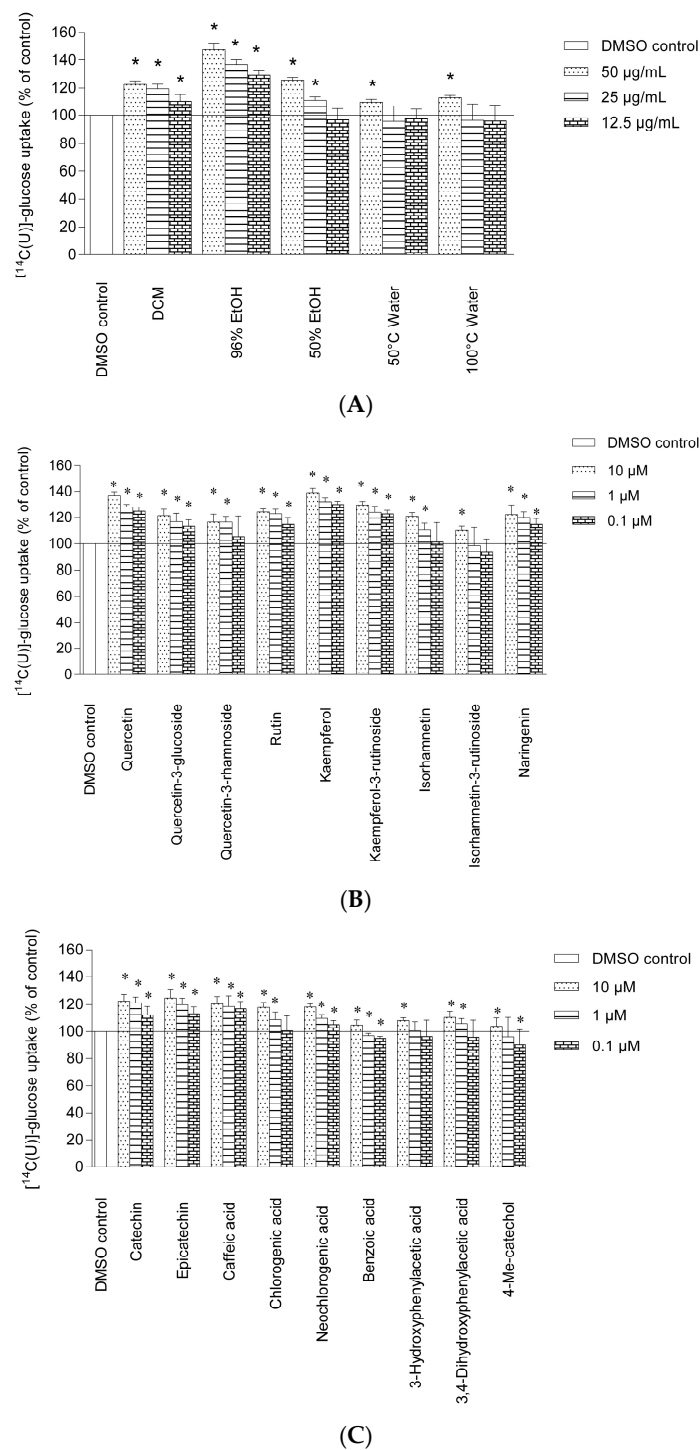 [¹⁴C(U)]-glucose uptake (% of control)
160
140
120
100
80
60
40
20
0
* * * * * * * * * *
DMSO control
50 µg/mL
25 µg/mL
12.5 µg/mL
DMSO control
DCM
96% EtOH
50% EtOH
50°C Water
100°C Water
(A)
[¹⁴C(U)]-glucose uptake (% of control)
160
140
120
100
80
60
40
20
0
* * * * * * * * * * * * * * * * * * * * * * * *
DMSO control
10 µM
1 µM
0.1 µM
DMSO control
Quercetin
Quercetin-3-glucoside
Quercetin-3-rhamnoside
Rutin
Kaempferol
Kaempferol-3-rutinoside
Isorhamnetin
Isorhamnetin-3-rutinoside
Naringenin
(B)
[¹⁴C(U)]-glucose uptake (% of control)
160
140
120
100
80
60
40
20
0
* * * * * * * * * * * * * * * * * * * * * * *
DMSO control
10 µM
1 µM
0.1 µM
DMSO control
Catechin
Epicatechin
Caffeic acid
Chlorogenic acid
Neochlorogenic acid
Benzoic acid
3-Hydroxyphenylacetic acid
3,4-Dihydroxyphenylacetic acid
4-Me-catechol
(C)